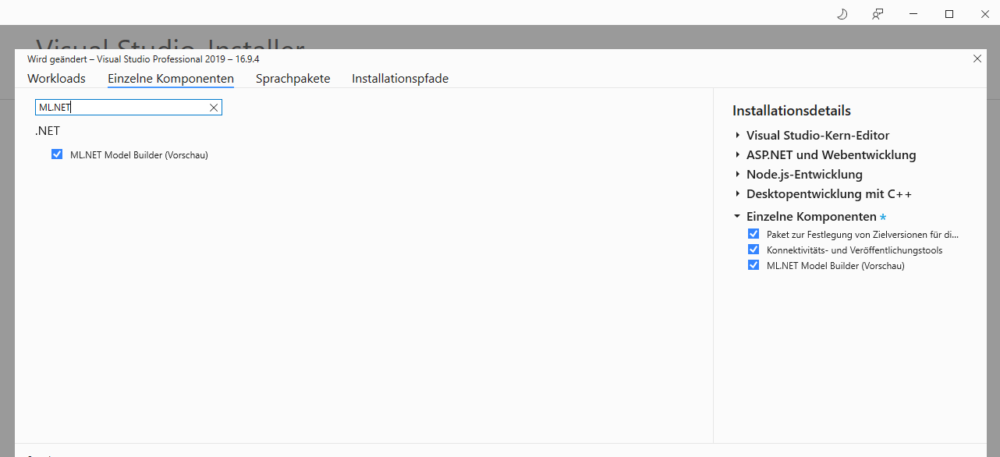 Visual Studio Installer
Wird geändert – Visual Studio Professional 2019 – 16.9.4
Workloads Einzelne Komponenten Sprachpakete Installationspfade
ML.NET
.NET
ML.NET Model Builder (Vorschau)
Installationsdetails
Visual Studio-Kern-Editor
ASP.NET und Webentwicklung
Node.js-Entwicklung
Desktopentwicklung mit C++
Einzelne Komponenten *
Paket zur Festlegung von Zielversionen für di...
Konnektivitäts- und Veröffentlichungstools
ML.NET Model Builder (Vorschau)